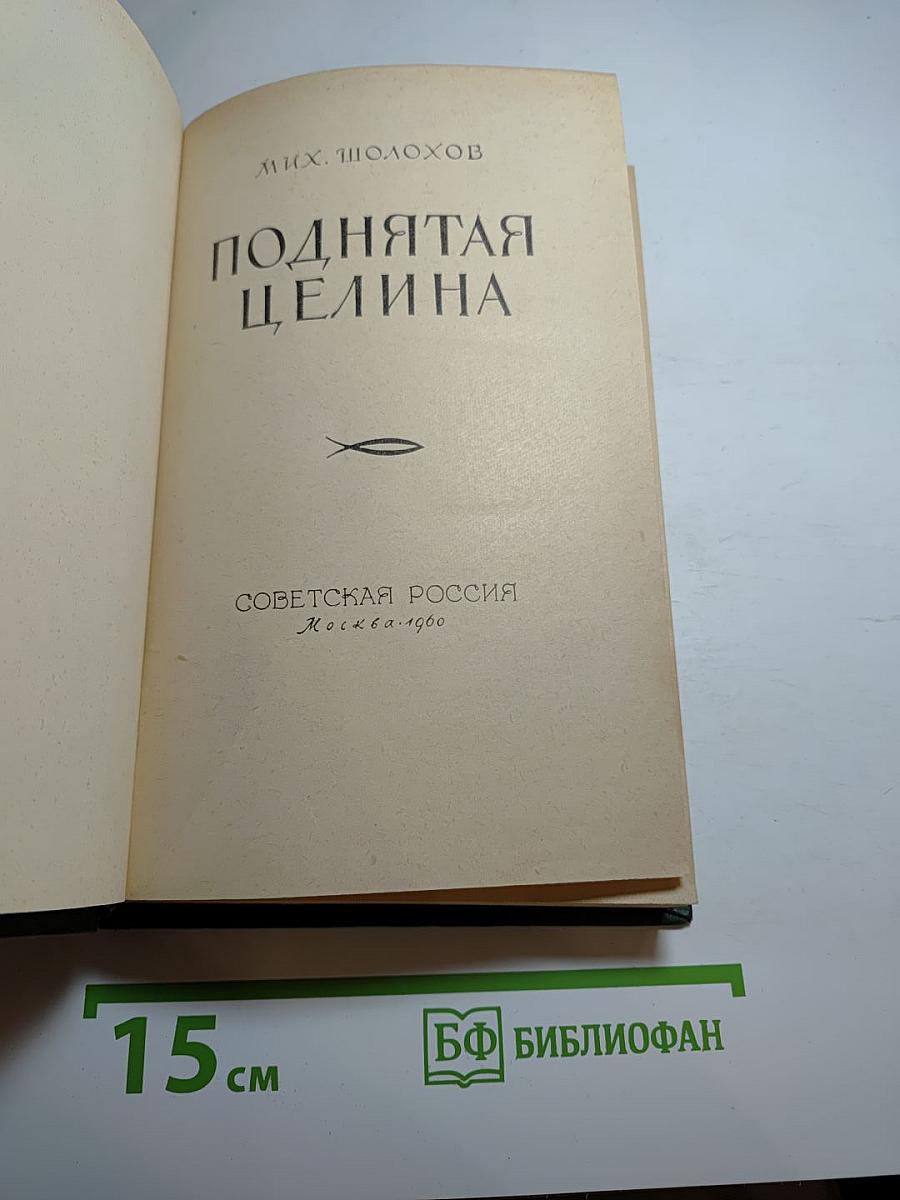 МИХ. ШОЛОХОВ
ПОДНЯТАЯ
ЦЕЛИНА
СОВЕТСКАЯ РОССИЯ
Москва·1960
15 см
БФ БИБЛИОФАН